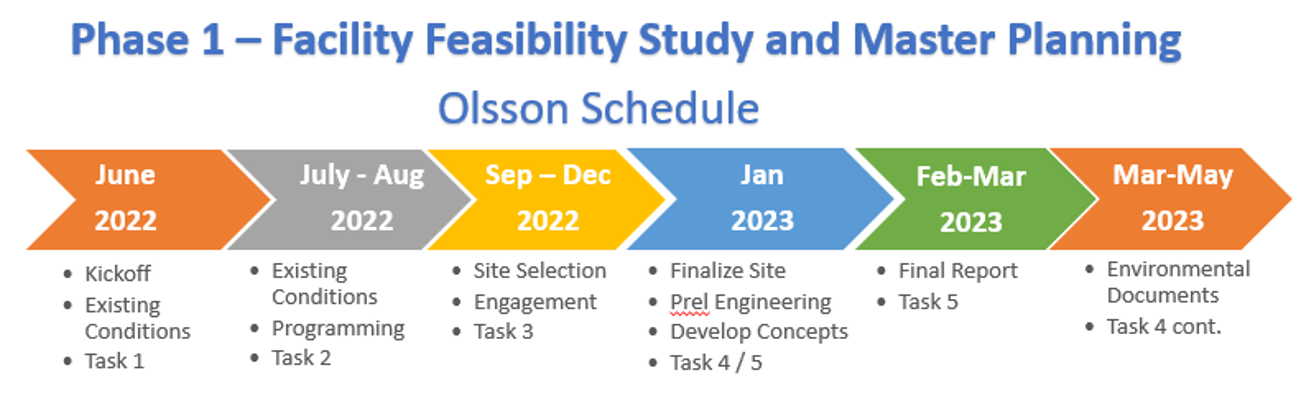 Phase 1 – Facility Feasibility Study and Master Planning
Olsson Schedule
June
2022
July - Aug
2022
Sep – Dec
2022
Jan
2023
Feb-Mar
2023
Mar-May
2023
• Kickoff
• Existing
Conditions
• Task 1
• Existing
Conditions
• Programming
• Task 2
• Site Selection
• Engagement
• Task 3
• Finalize Site
• Prel Engineering
• Develop Concepts
• Task 4 / 5
• Final Report
• Task 5
• Environmental
Documents
• Task 4 cont.